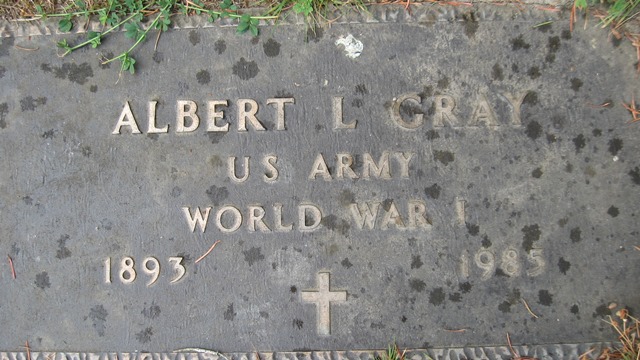 ALBERT L GRAY
US ARMY
WORLD WAR I
1893 1985